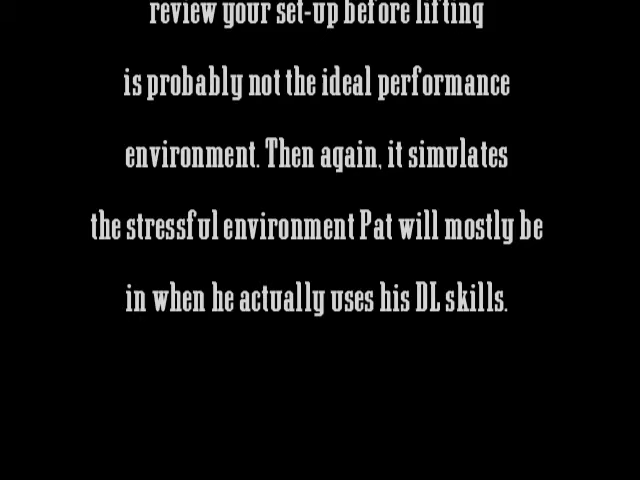 review your set-up before lifting
is probably not the ideal performance
environment. Then again, it simulates
the stressful environment Pat will mostly be
in when he actually uses his DL skills.